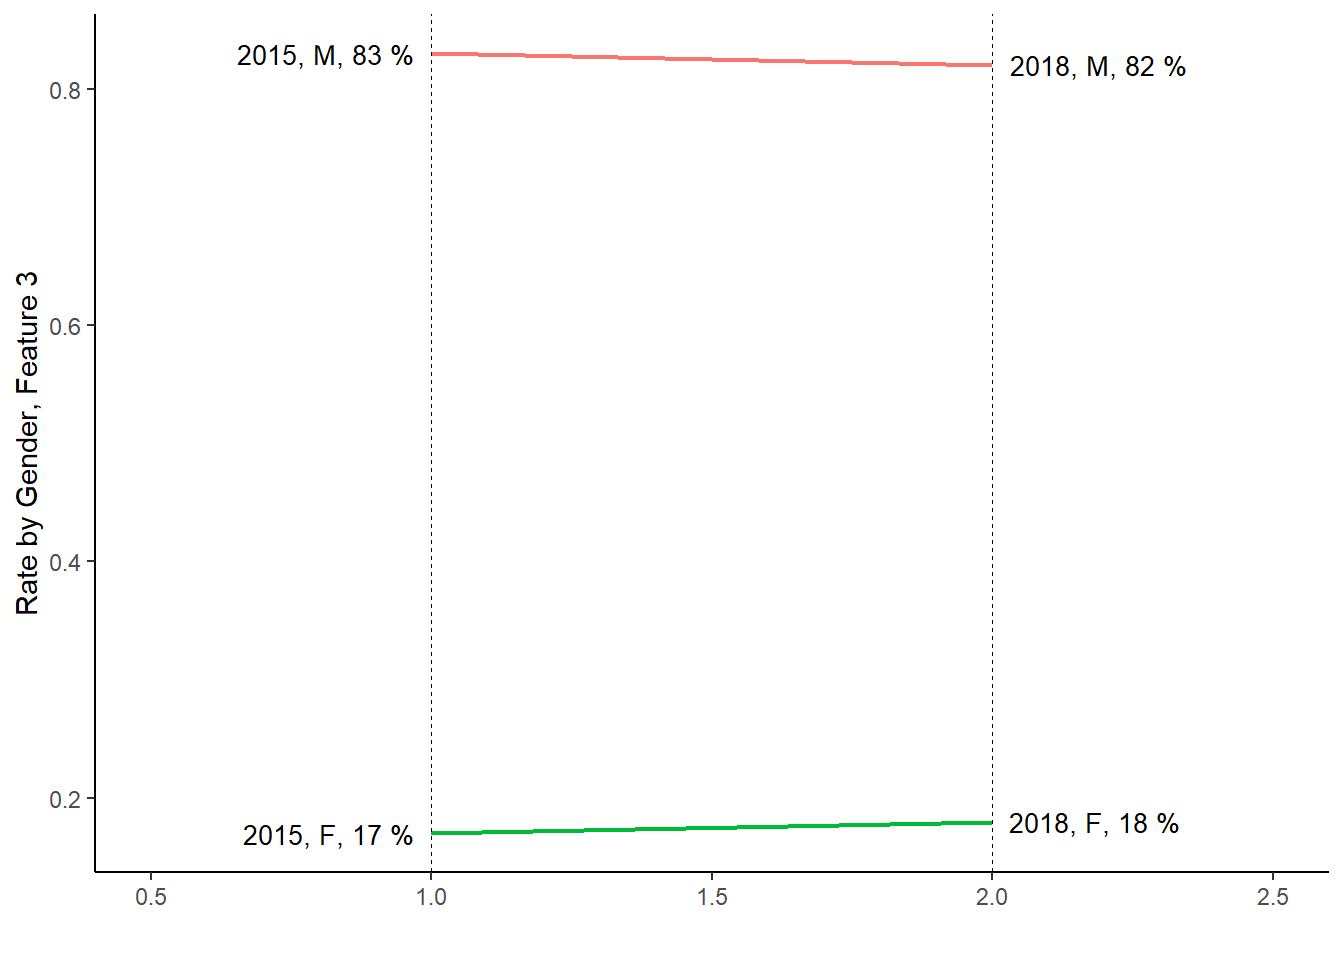 2015, M, 83 %
2018, M, 82 %
0.8
0.6
0.4
0.2
Rate by Gender, Feature 3
2015, F, 17 %
2018, F, 18 %
0.5
1.0
1.5
2.0
2.5